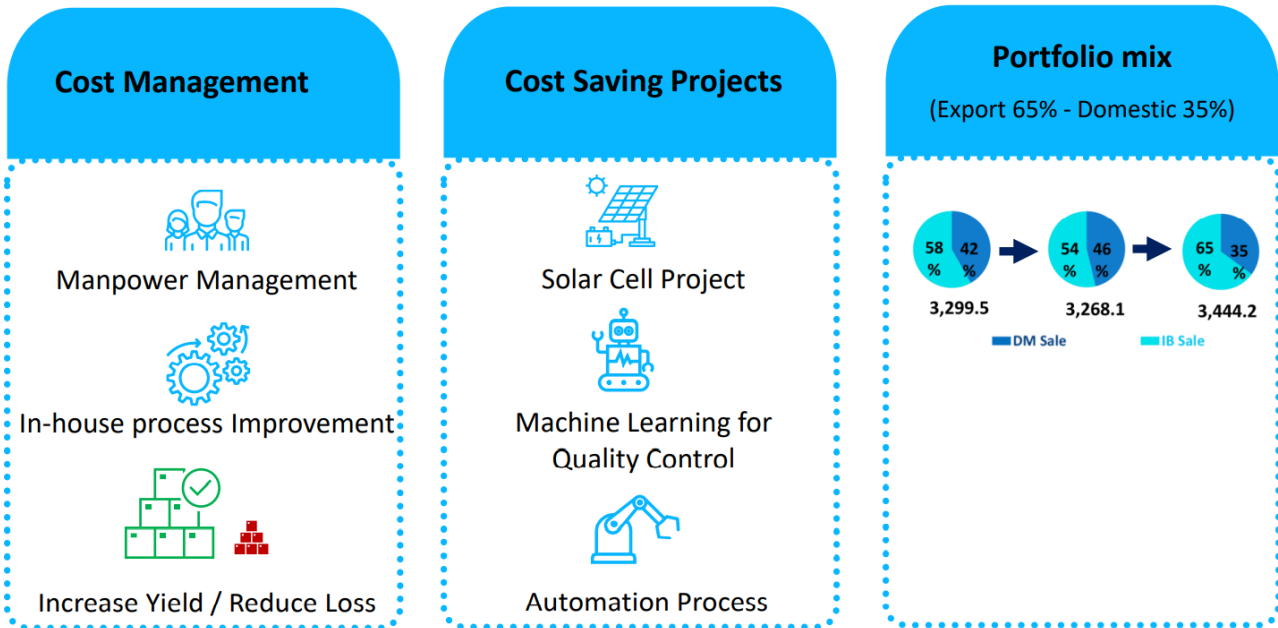 Cost Management
Manpower Management
In-house process Improvement
Increase Yield / Reduce Loss
Cost Saving Projects
Solar Cell Project
Machine Learning for
Quality Control
Automation Process
Portfolio mix
(Export 65% - Domestic 35%)
58 42
% %
54 46
% %
65 35
% %
3,299.5 3,268.1 3,444.2
DM Sale IB Sale